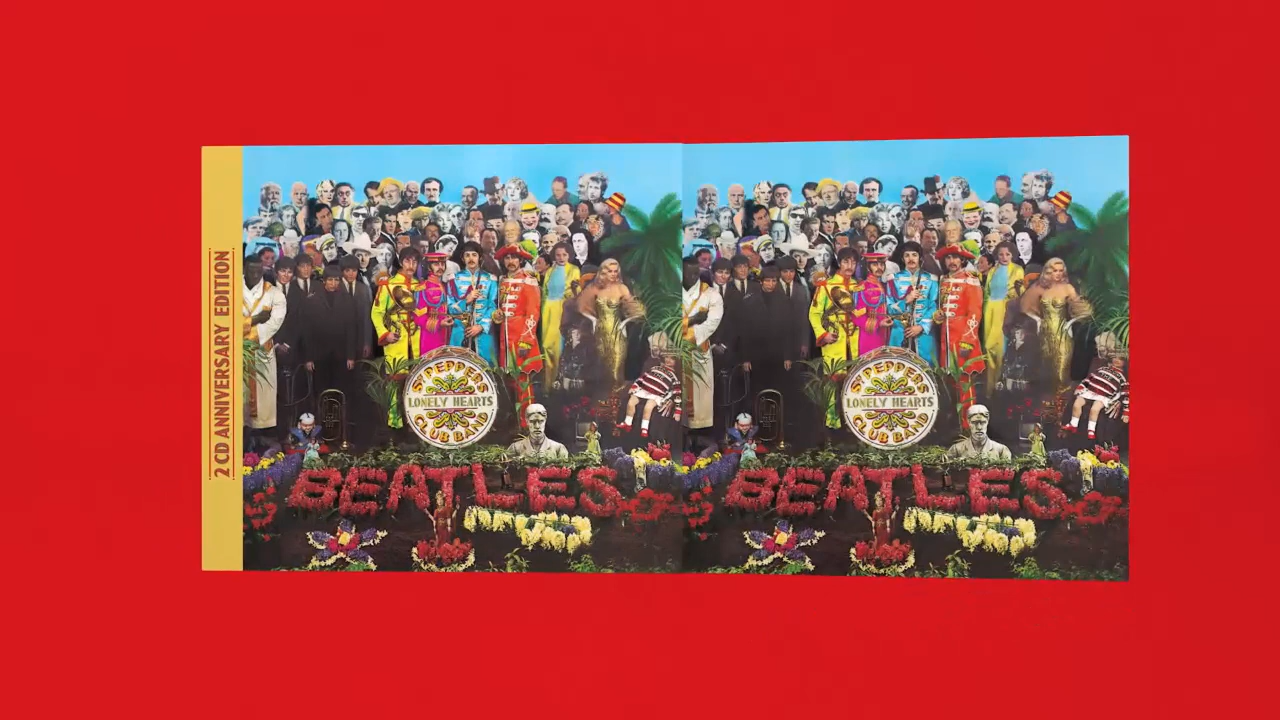 2 CD ANNIVERSARY EDITION
SGT. PEPPERS
LONELY HEARTS
CLUB BAND
BEATLES
SGT. PEPPERS
LONELY HEARTS
CLUB BAND
BEATLES